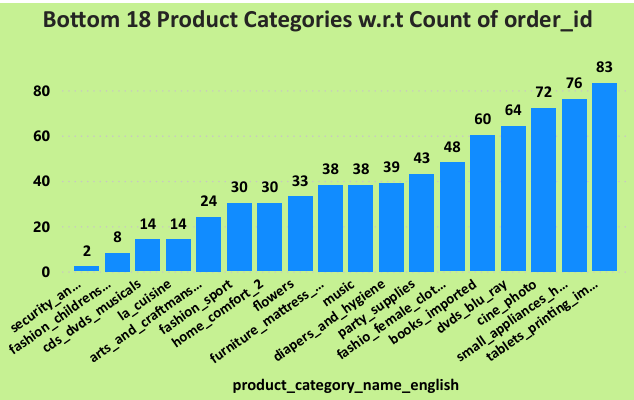 Bottom 18 Product Categories w.r.t Count of order_id
80
60
40
20
0
2
8
14
14
24
30
30
33
38
38
39
43
48
60
64
72
76
83
security_an...
fashion_childrens...
cds_dvds_musicals
la_cuisine
arts_and_craftmans...
fashion_sport
home_comfort_2
flowers
furniture_mattress_...
music
diapers_and_hygiene
party_supplies
fashio_female_clot...
books_imported
dvds_blu_ray
cine_photo
small_appliances_h...
tablets_printing_im...
product_category_name_english